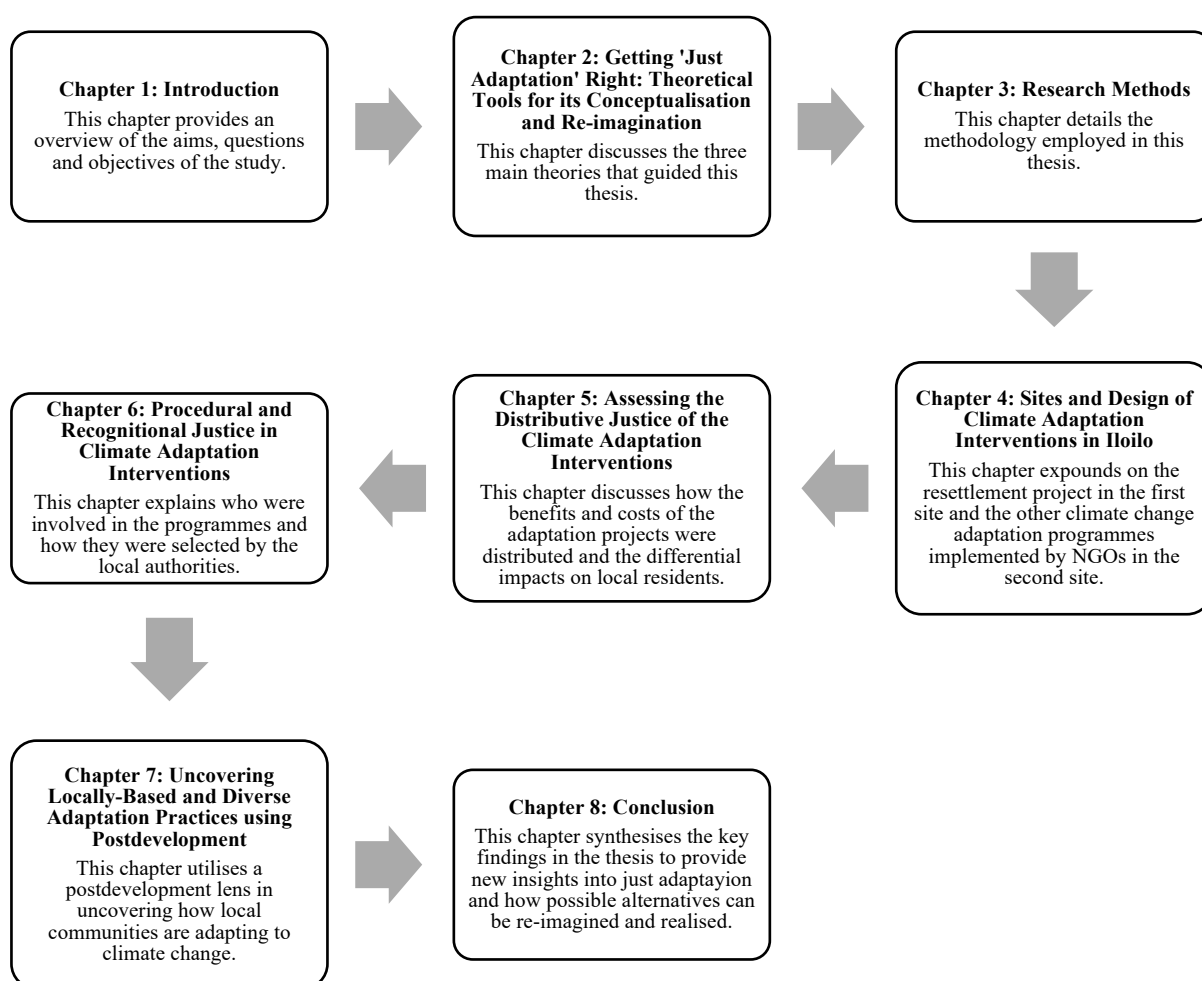 Chapter 1: Introduction
This chapter provides an
overview of the aims, questions
and objectives of the study.
Chapter 2: Getting 'Just
Adaptation' Right: Theoretical
Tools for its Conceptualisation
and Re-imagination
This chapter discusses the three
main theories that guided this
thesis.
Chapter 3: Research Methods
This chapter details the
methodology employed in this
thesis.
Chapter 4: Sites and Design of
Climate Adaptation
Interventions in Iloilo
This chapter expounds on the
resettlement project in the first
site and the other climate change
adaptation programmes
implemented by NGOs in the
second site.
Chapter 5: Assessing the
Distributive Justice of the
Climate Adaptation
Interventions
This chapter discusses how the
benefits and costs of the
adaptation projects were
distributed and the differential
impacts on local residents.
Chapter 6: Procedural and
Recognitional Justice in
Climate Adaptation
Interventions
This chapter explains who were
involved in the programmes and
how they were selected by the
local authorities.
Chapter 7: Uncovering
Locally-Based and Diverse
Adaptation Practices using
Postdevelopment
This chapter utilises a
postdevelopment lens in
uncovering how local
communities are adapting to
climate change.
Chapter 8: Conclusion
This chapter synthesises the key
findings in the thesis to provide
new insights into just adaptayion
and how possible alternatives can
be re-imagined and realised.